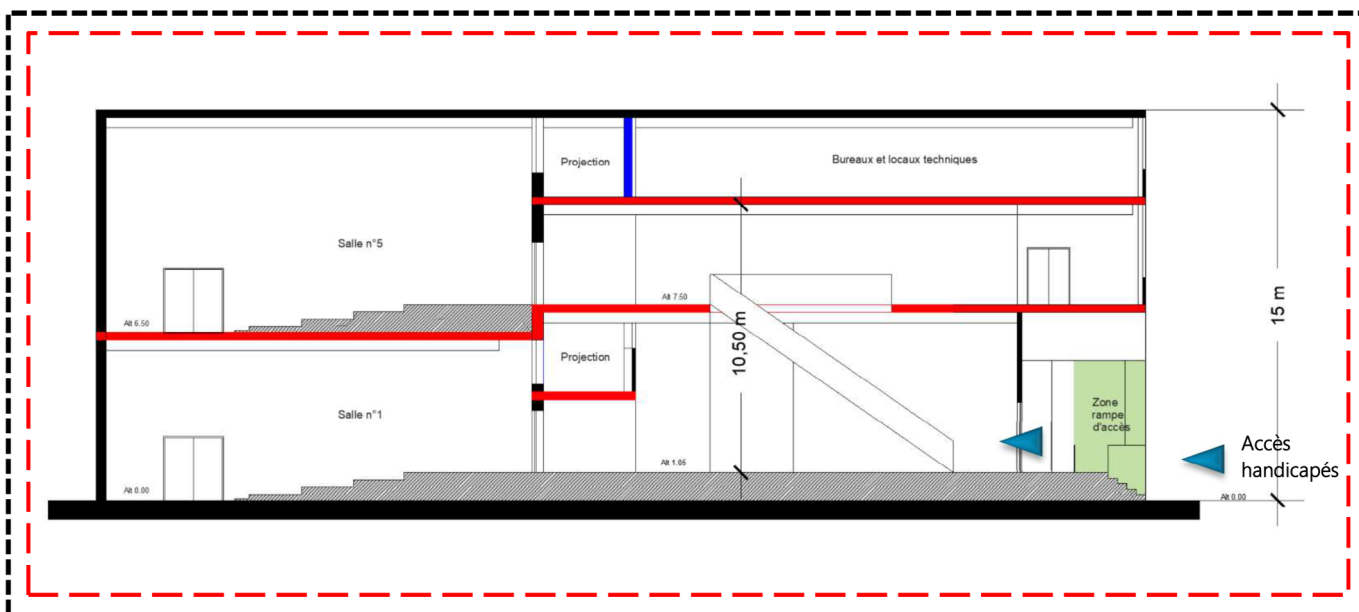 Projection
Bureaux et locaux techniques
Salle n°5
Alt 6.50
Alt 7.50
10,50 m
15 m
Projection
Salle n°1
Zone
rampe
d'accès
Accès
handicapés
Alt 1.05
Alt 0.00
Alt 0.00